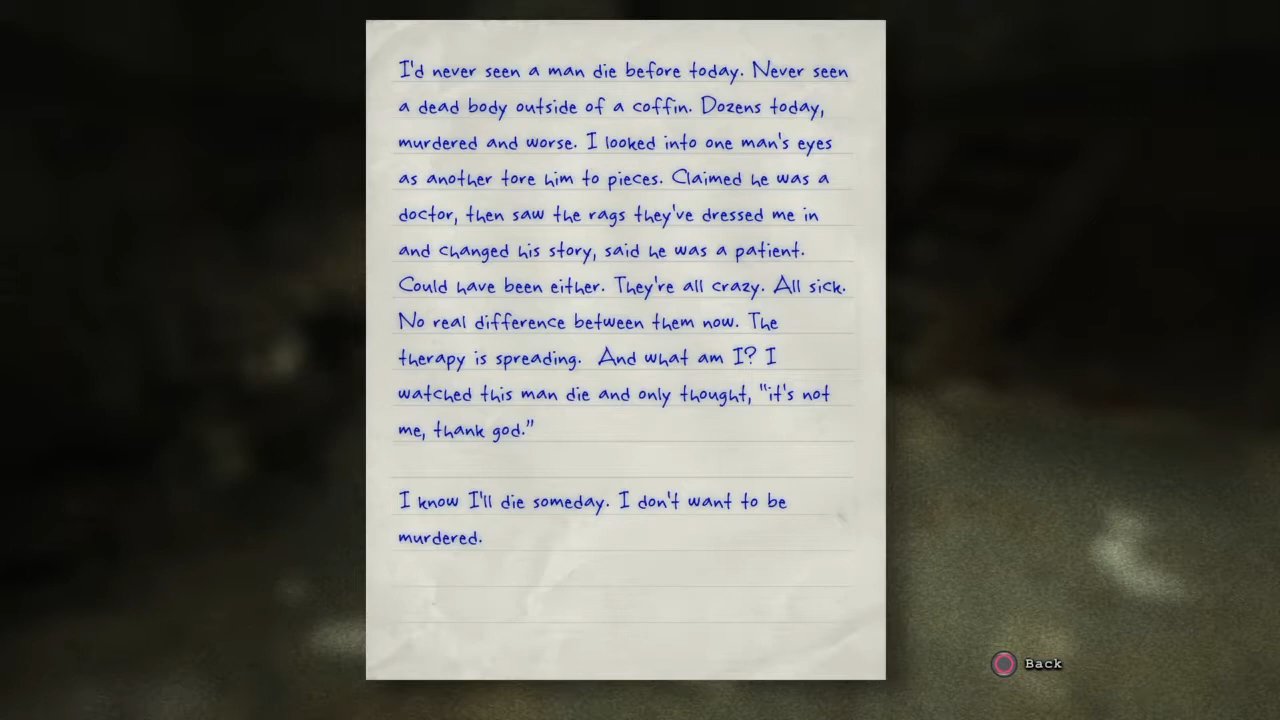 I'd never seen a man die before today. Never seen
a dead body outside of a coffin. Dozens today,
murdered and worse. I looked into one man's eyes
as another tore him to pieces. Claimed he was a
doctor, then saw the rags they've dressed me in
and changed his story, said he was a patient.
Could have been either. They're all crazy. All sick.
No real difference between them now. The
therapy is spreading.  And what am I? I
watched this man die and only thought, "it's not
me, thank god."
I know I'll die someday. I don't want to be
murdered.
Back